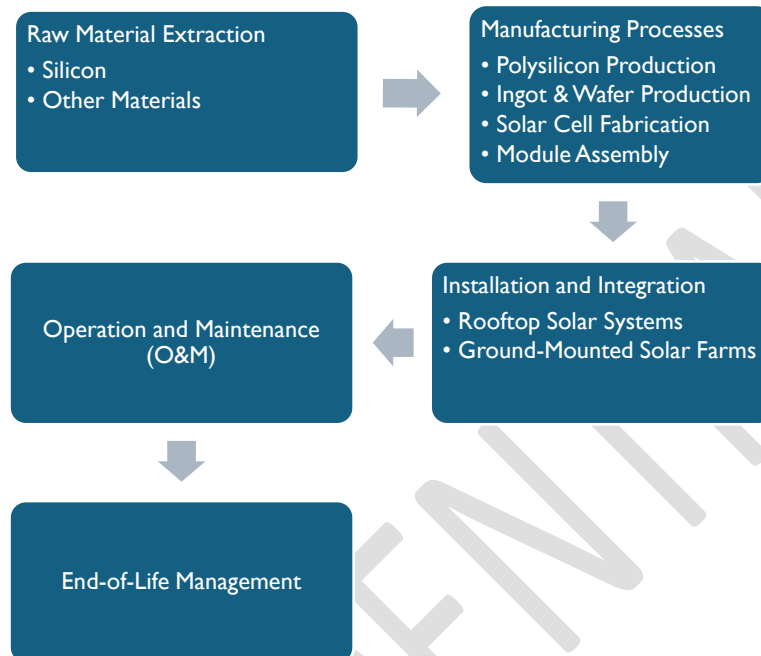 Raw Material Extraction
• Silicon
• Other Materials
Manufacturing Processes
• Polysilicon Production
• Ingot & Wafer Production
• Solar Cell Fabrication
• Module Assembly
Installation and Integration
• Rooftop Solar Systems
• Ground-Mounted Solar Farms
Operation and Maintenance
(O&M)
End-of-Life Management